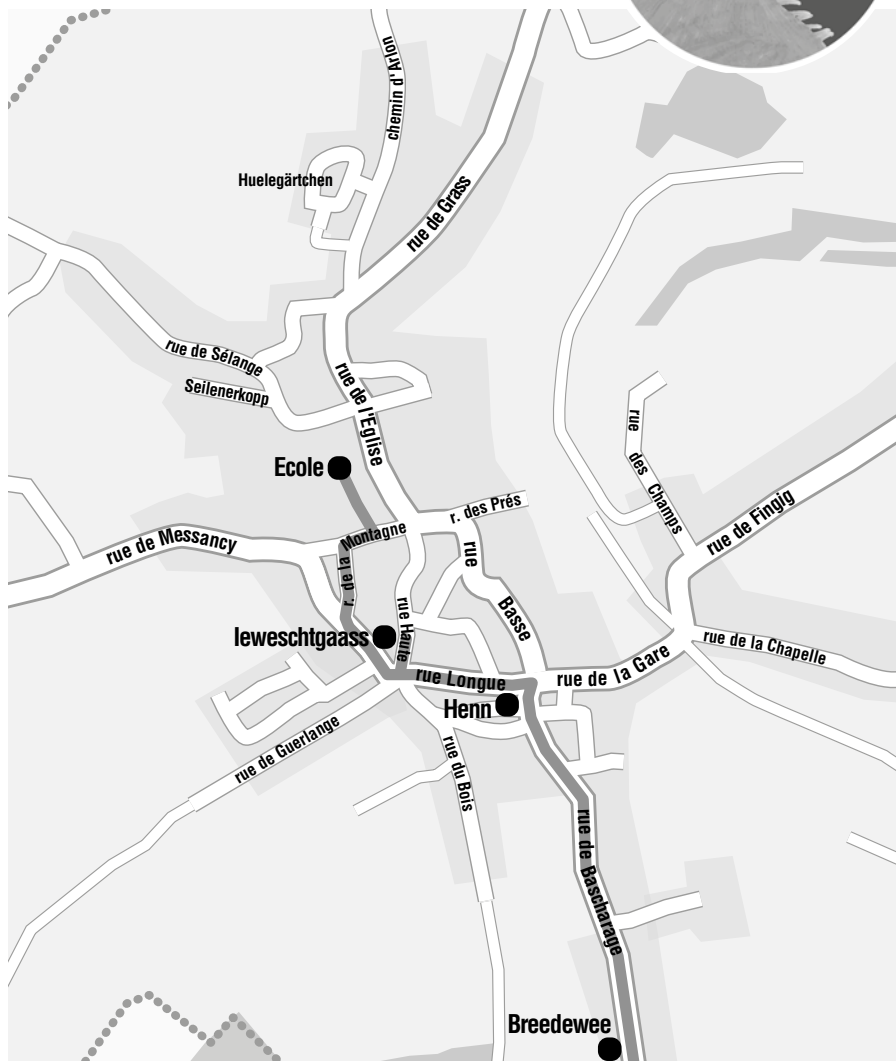 chemin d'Arlon
Huelegärtchen
rue de Grass
rue de Sélange
Seilenerkopp
rue de l'Eglise
rue
des Champs
Ecole
r. des Prés
rue de Fingig
rue de Messancy
r. de la Montagne
rue Basse
rue Haute
Ieweschtgaass
rue de la Chapelle
rue Longue
rue de la Gare
Henn
rue de Guerlange
rue du Bois
rue de Bascharage
Breedewee